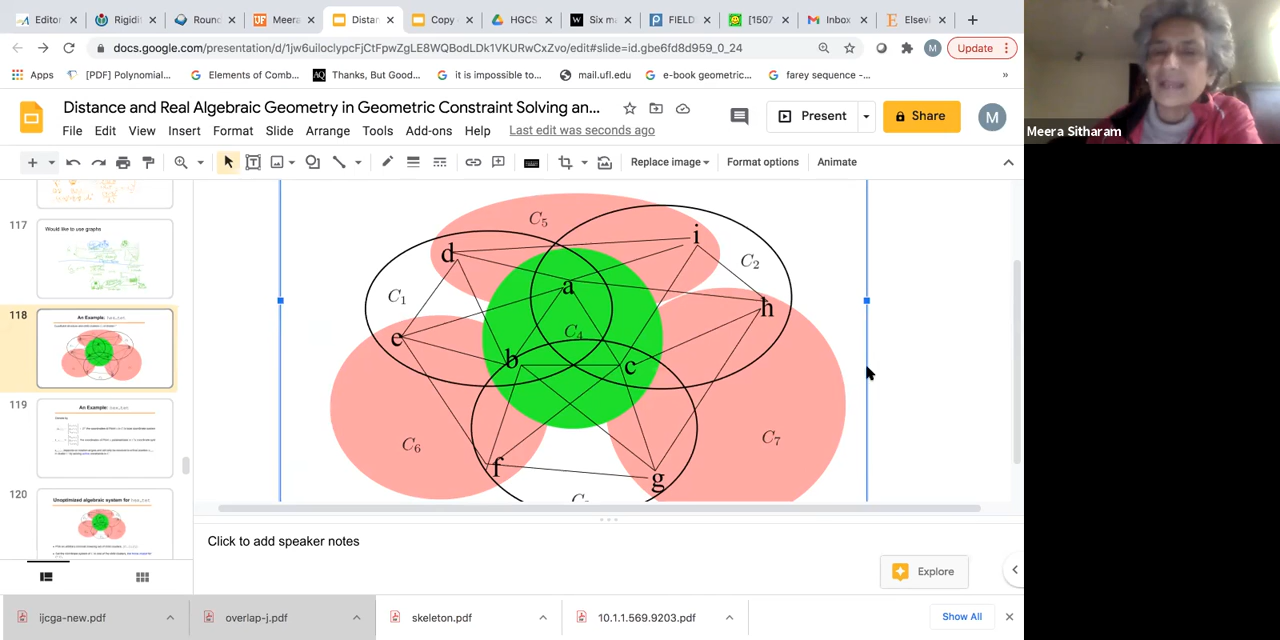 Editor
Rigidi
Round
Meera
Distan
Copy
HGCS
Six ma
FIELD
[1507
Inbox
Elsevi
docs.google.com/presentation/d/1jw6uiloclypcFjCtFpwZgLE8WQBodLDk1VKURwCxZvo/edit#slide=id.gbe6fd8d959_0_24
M
Update
Apps
[PDF] Polynomial...
Elements of Comb...
Thanks, But Good...
it is impossible to...
mail.ufl.edu
e-book geometric...
farey sequence -...
»
Distance and Real Algebraic Geometry in Geometric Constraint Solving an...
Present
Share
M
File Edit View Insert Format Slide Arrange Tools Add-ons Help Last edit was seconds ago
Replace image
Format options
Animate
Meera Sitharam
117
Would like to use graphs
118
An Example:
119
An Example:
120
Unoptimized algebraic system for
C5
i
d
C2
C1
a
h
C4
e
b
c
C6
C7
f
g
Click to add speaker notes
Explore
ijcga-new.pdf
overlap-j.pdf
skeleton.pdf
10.1.1.569.9203.pdf
Show All